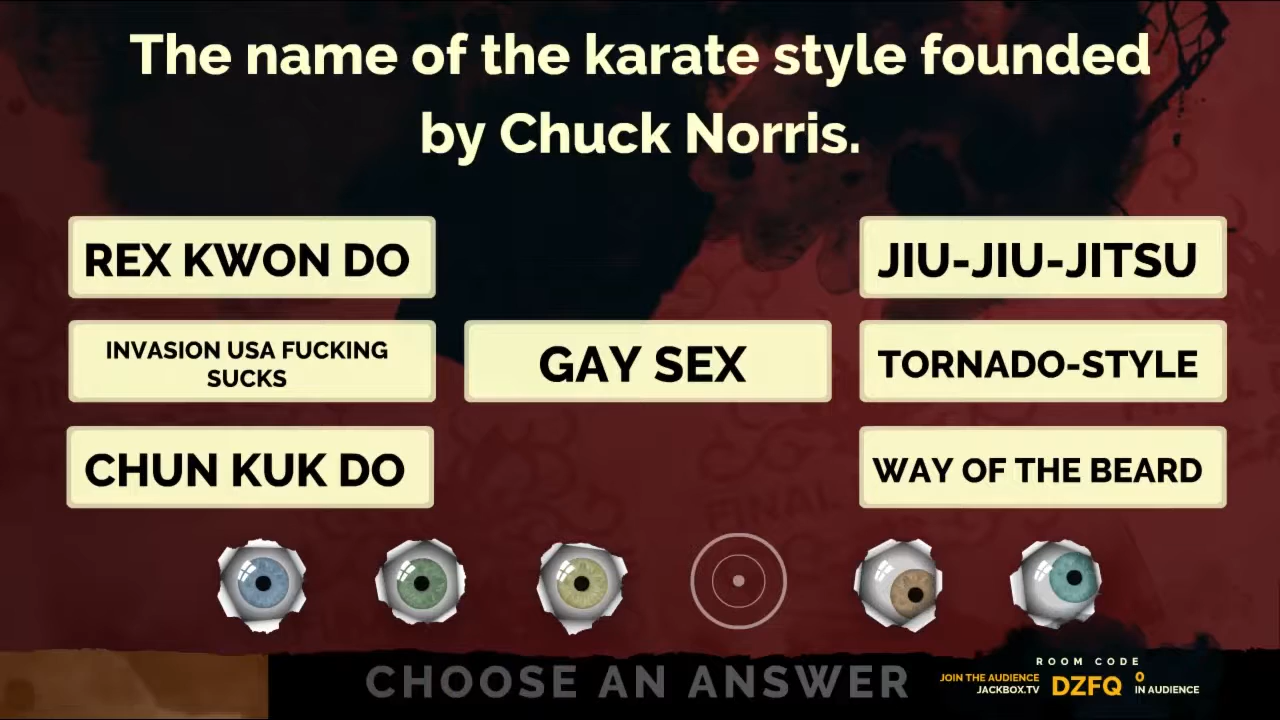 The name of the karate style founded
by Chuck Norris.
REX KWON DO
JIU-JIU-JITSU
INVASION USA FUCKING
SUCKS
GAY SEX
TORNADO-STYLE
CHUN KUK DO
WAY OF THE BEARD
CHOOSE AN ANSWER
ROOM CODE
JOIN THE AUDIENCE
JACKBOX.TV
DZFQ
0
IN AUDIENCE